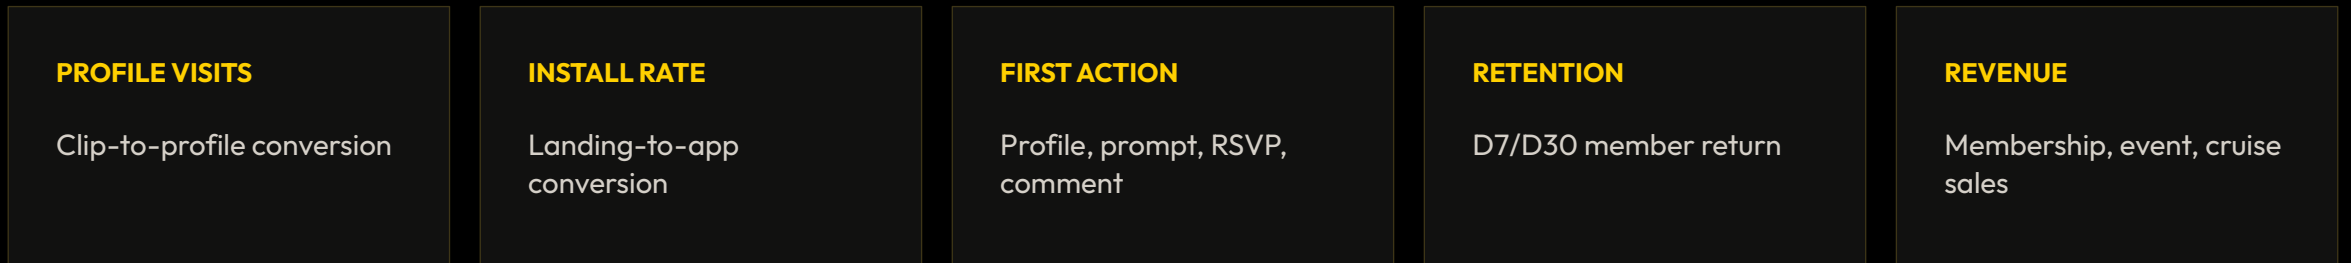 PROFILE VISITS
Clip-to-profile conversion
INSTALL RATE
Landing-to-app
conversion
FIRST ACTION
Profile, prompt, RSVP,
comment
RETENTION
D7/D30 member return
REVENUE
Membership, event, cruise
sales